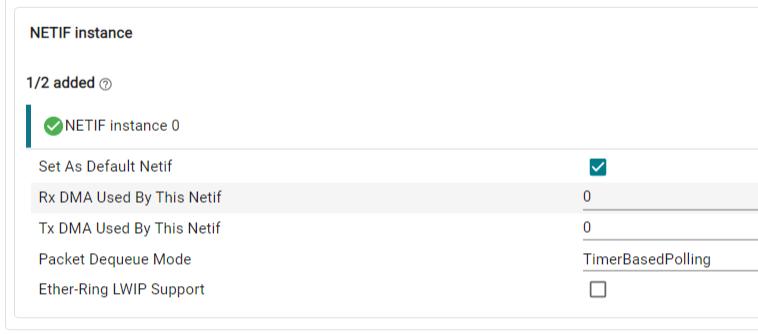 NETIF instance
1/2 added
NETIF instance 0
Set As Default Netif
Rx DMA Used By This Netif 0
Tx DMA Used By This Netif 0
Packet Dequeue Mode TimerBasedPolling
Ether-Ring LWIP Support